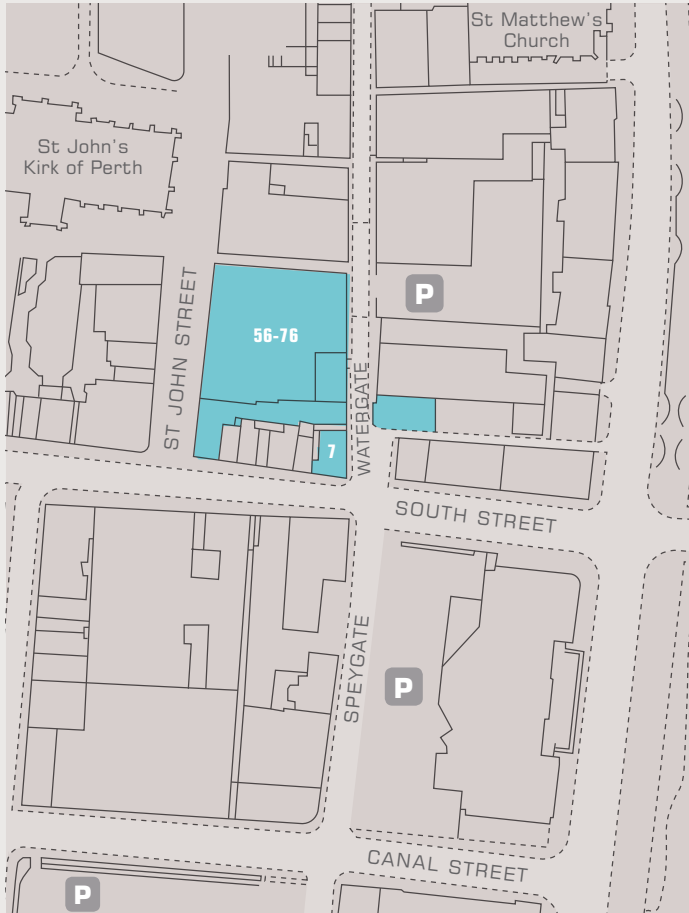 St Matthew's
Church
St John's
Kirk of Perth
P
56-76
ST JOHN STREET
WATERGATE
7
SOUTH STREET
SPEYGATE
P
CANAL STREET
P